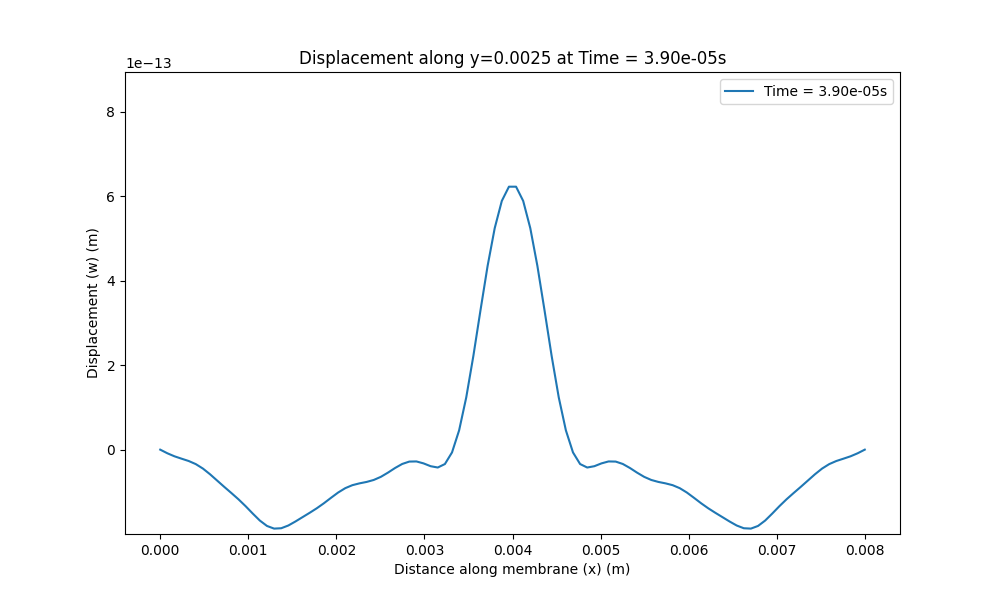 Displacement along y=0.0025 at Time = 3.90e-05s
1e−13
Time = 3.90e-05s
8
6
4
2
0
Displacement (w) (m)
0.000 0.001 0.002 0.003 0.004 0.005 0.006 0.007 0.008
Distance along membrane (x) (m)